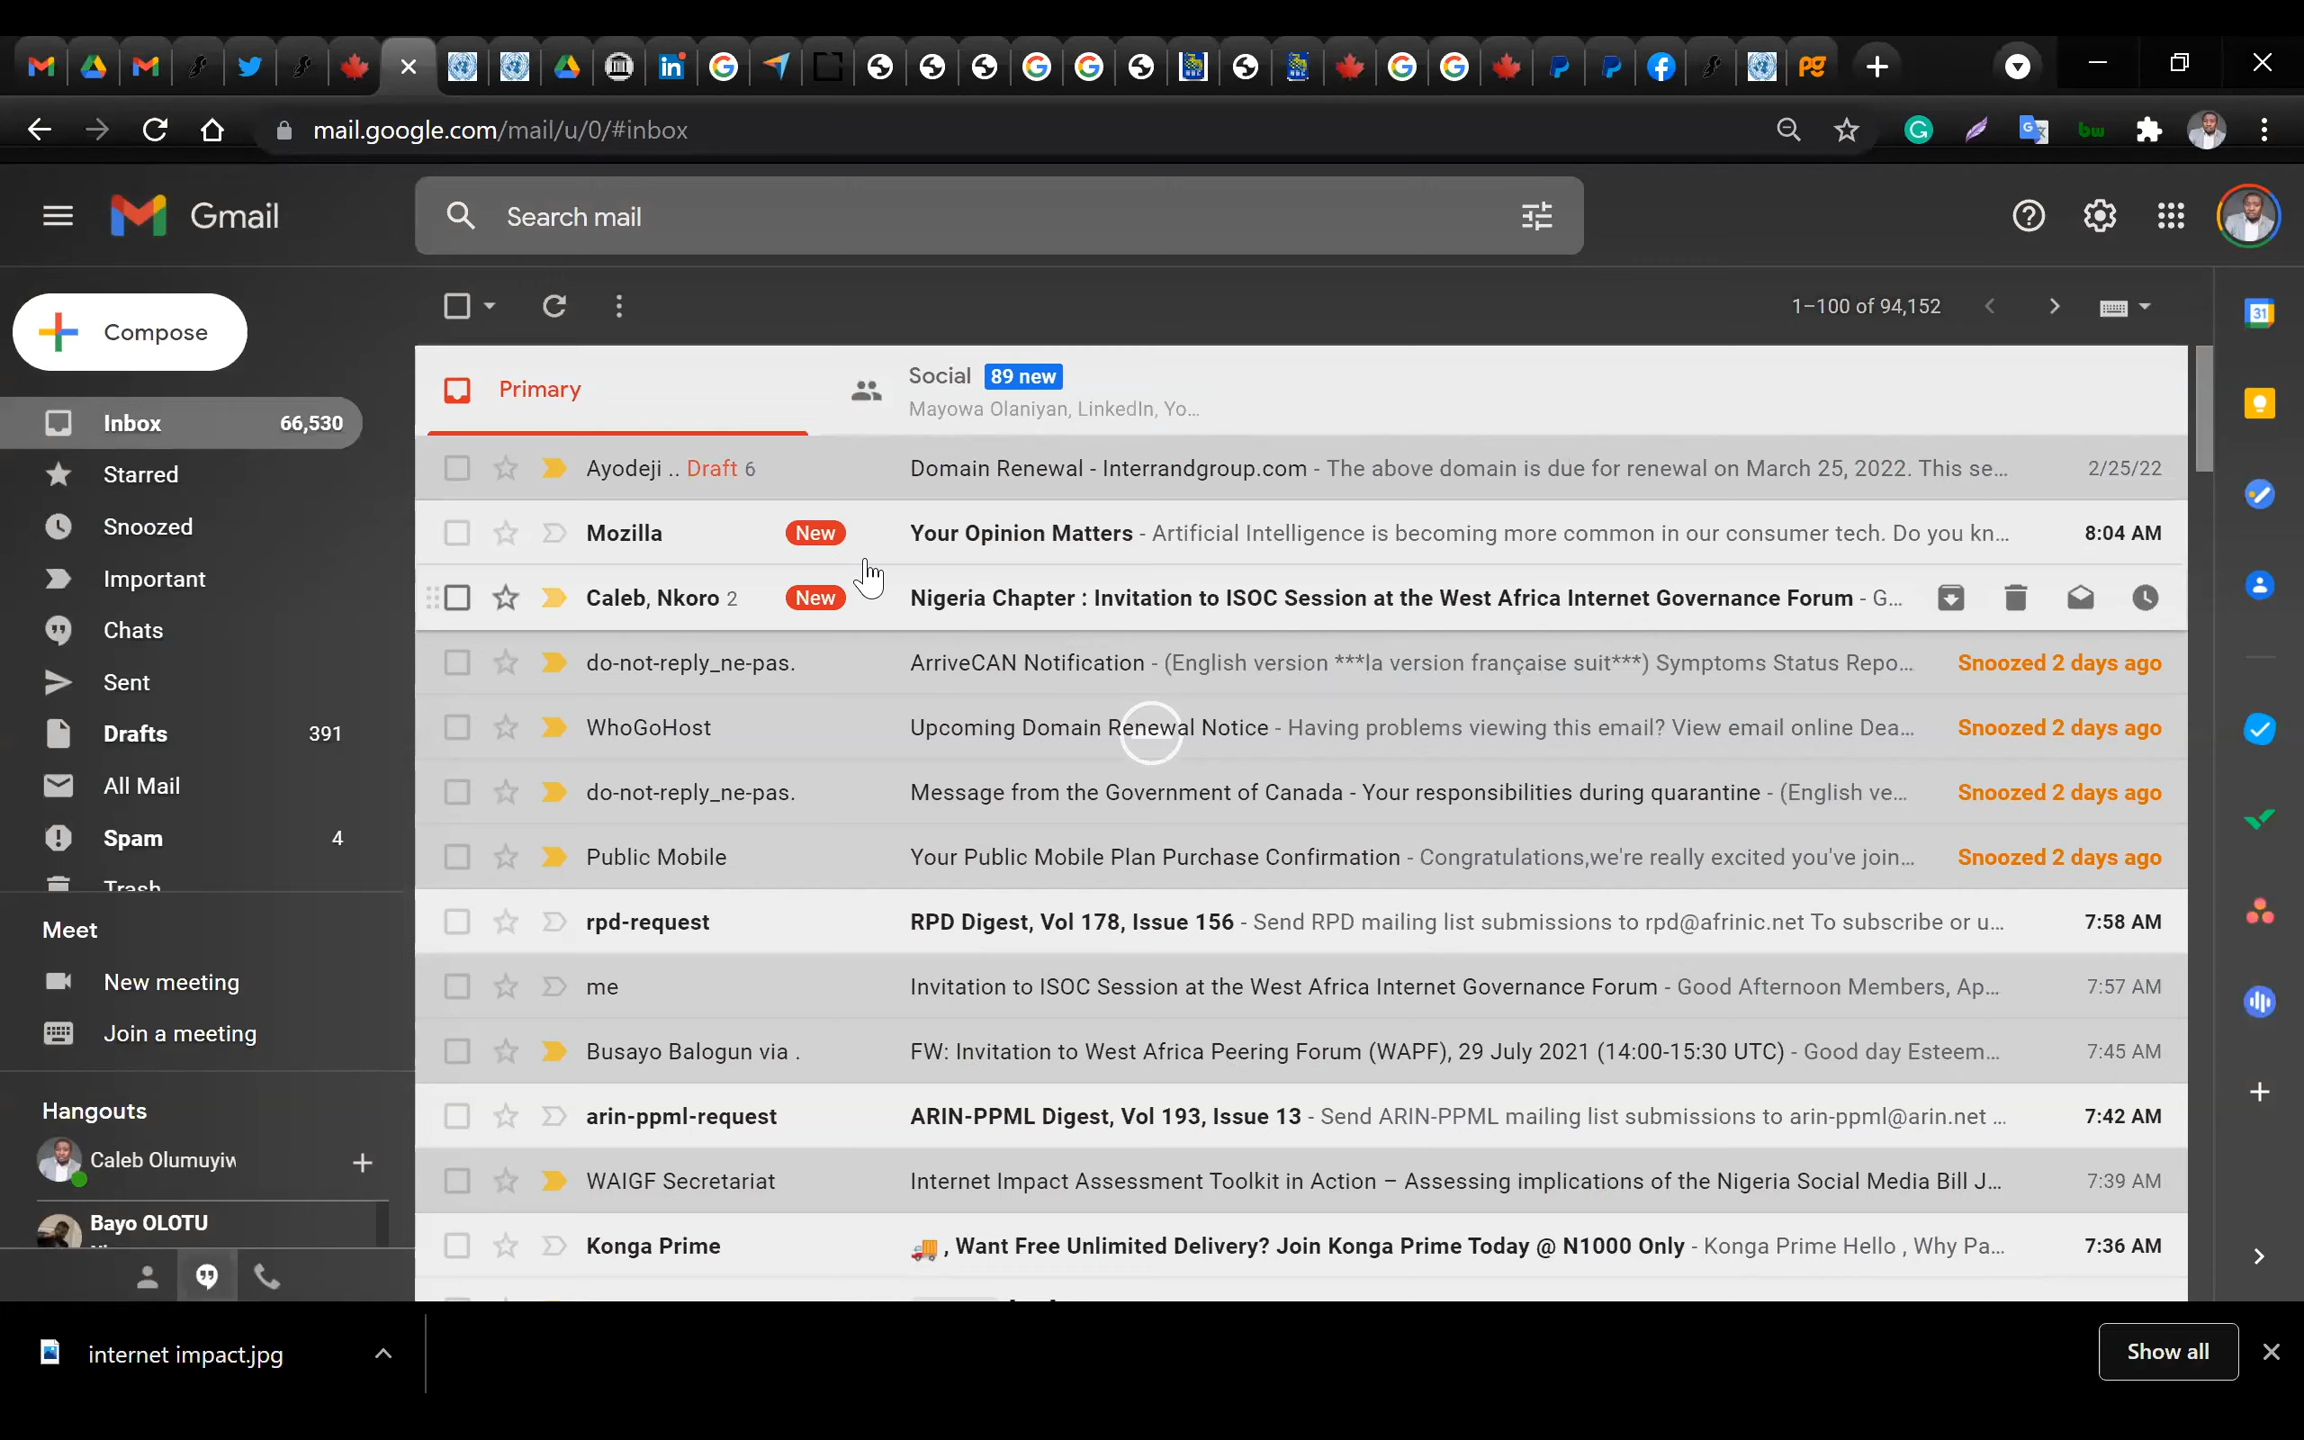 mail.google.com/mail/u/0/#inbox
Gmail
Search mail
Compose
1–100 of 94,152
Inbox 66,530
Starred
Snoozed
Important
Chats
Sent
Drafts 391
All Mail
Spam 4
Trash
Meet
New meeting
Join a meeting
Hangouts
Caleb Olumuyiw
Bayo OLOTU
Primary
Social 89 new
Mayowa Olaniyan, LinkedIn, Yo...
Ayodeji .. Draft 6 Domain Renewal - Interrandgroup.com - The above domain is due for renewal on March 25, 2022. This se... 2/25/22
Mozilla New Your Opinion Matters - Artificial Intelligence is becoming more common in our consumer tech. Do you kn... 8:04 AM
Caleb, Nkoro 2 New Nigeria Chapter : Invitation to ISOC Session at the West Africa Internet Governance Forum - G...
do-not-reply_ne-pas. ArriveCAN Notification - (English version ***la version française suit***) Symptoms Status Repo... Snoozed 2 days ago
WhoGoHost Upcoming Domain Renewal Notice - Having problems viewing this email? View email online Dea... Snoozed 2 days ago
do-not-reply_ne-pas. Message from the Government of Canada - Your responsibilities during quarantine - (English ve... Snoozed 2 days ago
Public Mobile Your Public Mobile Plan Purchase Confirmation - Congratulations,we're really excited you've join... Snoozed 2 days ago
rpd-request RPD Digest, Vol 178, Issue 156 - Send RPD mailing list submissions to rpd@afrinic.net To subscribe or u... 7:58 AM
me Invitation to ISOC Session at the West Africa Internet Governance Forum - Good Afternoon Members, Ap... 7:57 AM
Busayo Balogun via . FW: Invitation to West Africa Peering Forum (WAPF), 29 July 2021 (14:00-15:30 UTC) - Good day Esteem... 7:45 AM
arin-ppml-request ARIN-PPML Digest, Vol 193, Issue 13 - Send ARIN-PPML mailing list submissions to arin-ppml@arin.net ... 7:42 AM
WAIGF Secretariat Internet Impact Assessment Toolkit in Action – Assessing implications of the Nigeria Social Media Bill J... 7:39 AM
Konga Prime 🚚 , Want Free Unlimited Delivery? Join Konga Prime Today @ N1000 Only - Konga Prime Hello , Why Pa... 7:36 AM
internet impact.jpg
Show all